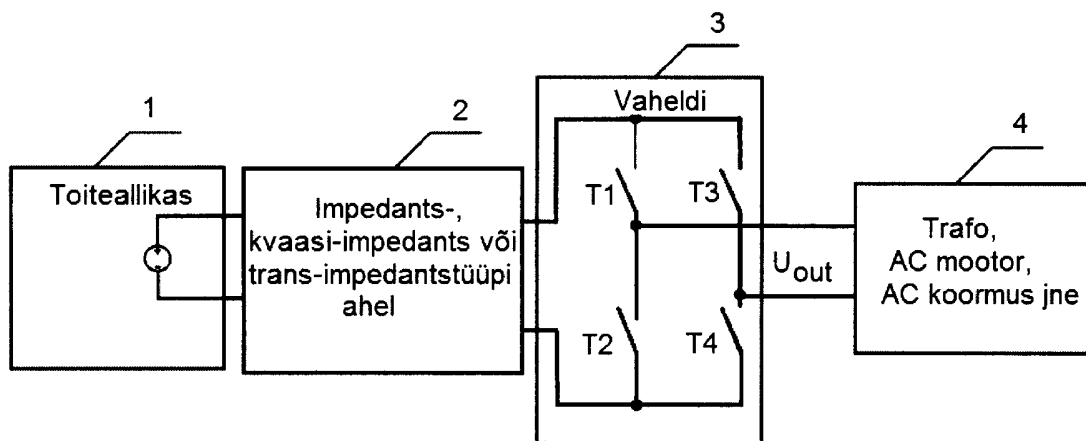 1
2
3
4
Toiteallikas
Impedants-,
kvaasi-impedants või
trans-impedantstüüpi
ahel
Vaheldi
T1
T3
T2
T4
Uout
Trafo,
AC mootor,
AC koormus jne